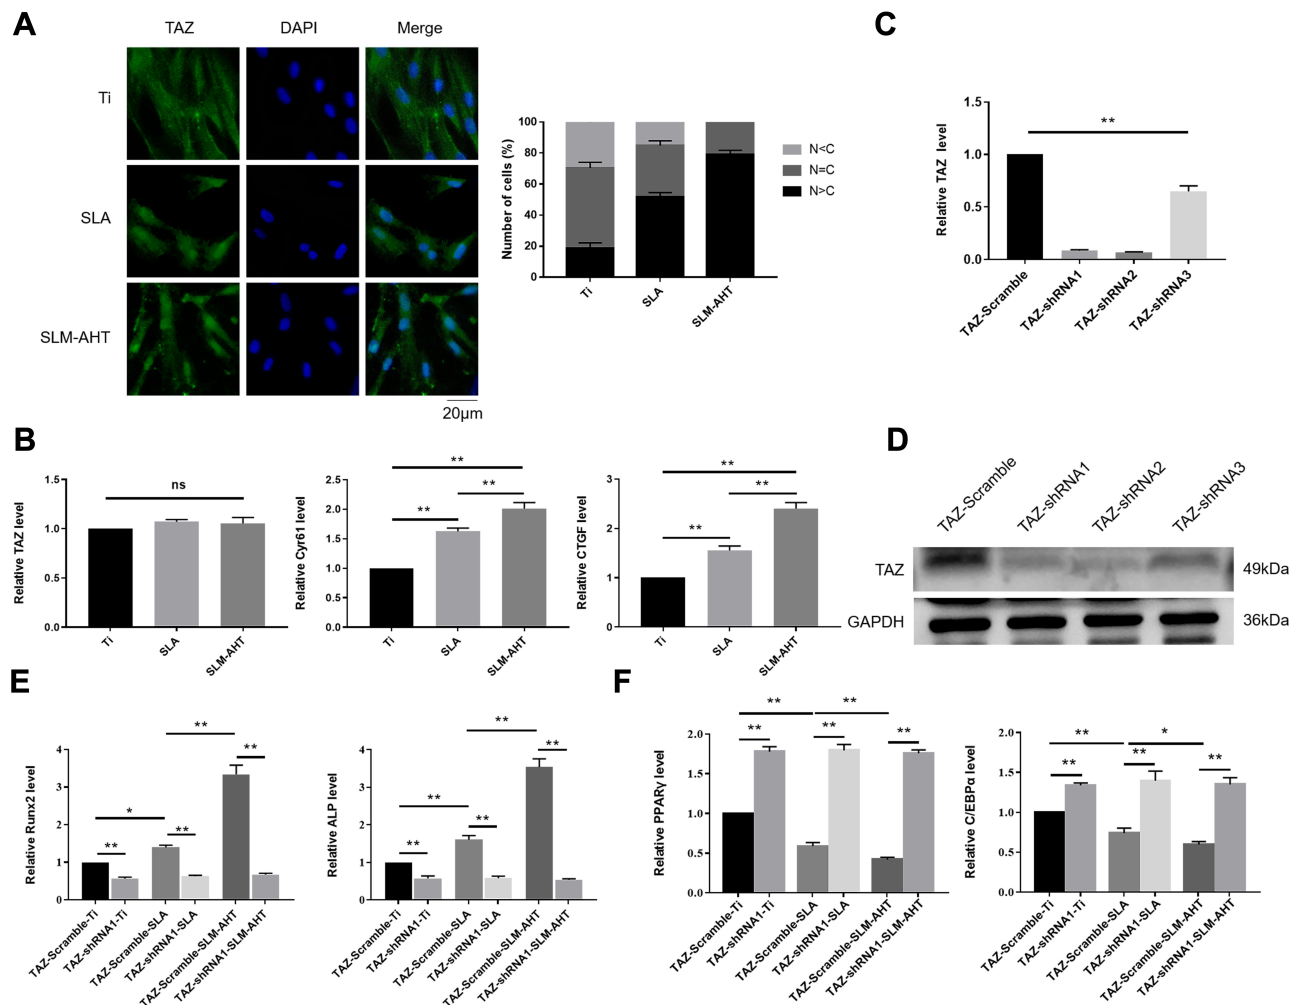 A
TAZ
DAPI
Merge
Ti
SLA
SLM-AHT
20μm
Number of cells (%)
100
80
60
40
20
0
Ti
SLA
SLM-AHT
N<C
N=C
N>C
C
Relative TAZ level
1.5
1.0
0.5
0.0
**
TAZ-Scramble
TAZ-shRNA1
TAZ-shRNA2
TAZ-shRNA3
B
Relative TAZ level
1.5
1.0
0.5
0.0
ns
Ti
SLA
SLM-AHT
Relative Cyr61 level
2.5
2.0
1.5
1.0
0.5
0.0
**
**
**
Ti
SLA
SLM-AHT
Relative CTGF level
3
2
1
0
**
**
**
Ti
SLA
SLM-AHT
D
TAZ-Scramble
TAZ-shRNA1
TAZ-shRNA2
TAZ-shRNA3
TAZ
49kDa
GAPDH
36kDa
E
Relative Runx2 level
4
3
2
1
0
**
**
*
**
**
TAZ-Scramble-Ti
TAZ-shRNA1-Ti
TAZ-Scramble-SLA
TAZ-shRNA1-SLA
TAZ-Scramble-SLM-AHT
TAZ-shRNA1-SLM-AHT
Relative ALP level
4
3
2
1
0
**
**
**
**
**
TAZ-Scramble-Ti
TAZ-shRNA1-Ti
TAZ-Scramble-SLA
TAZ-shRNA1-SLA
TAZ-Scramble-SLM-AHT
TAZ-shRNA1-SLM-AHT
F
Relative PPARγ level
2.0
1.5
1.0
0.5
0.0
**
**
**
**
**
TAZ-Scramble-Ti
TAZ-shRNA1-Ti
TAZ-Scramble-SLA
TAZ-shRNA1-SLA
TAZ-Scramble-SLM-AHT
TAZ-shRNA1-SLM-AHT
Relative C/EBPα level
2.0
1.5
1.0
0.5
0.0
**
*
**
**
**
TAZ-Scramble-Ti
TAZ-shRNA1-Ti
TAZ-Scramble-SLA
TAZ-shRNA1-SLA
TAZ-Scramble-SLM-AHT
TAZ-shRNA1-SLM-AHT